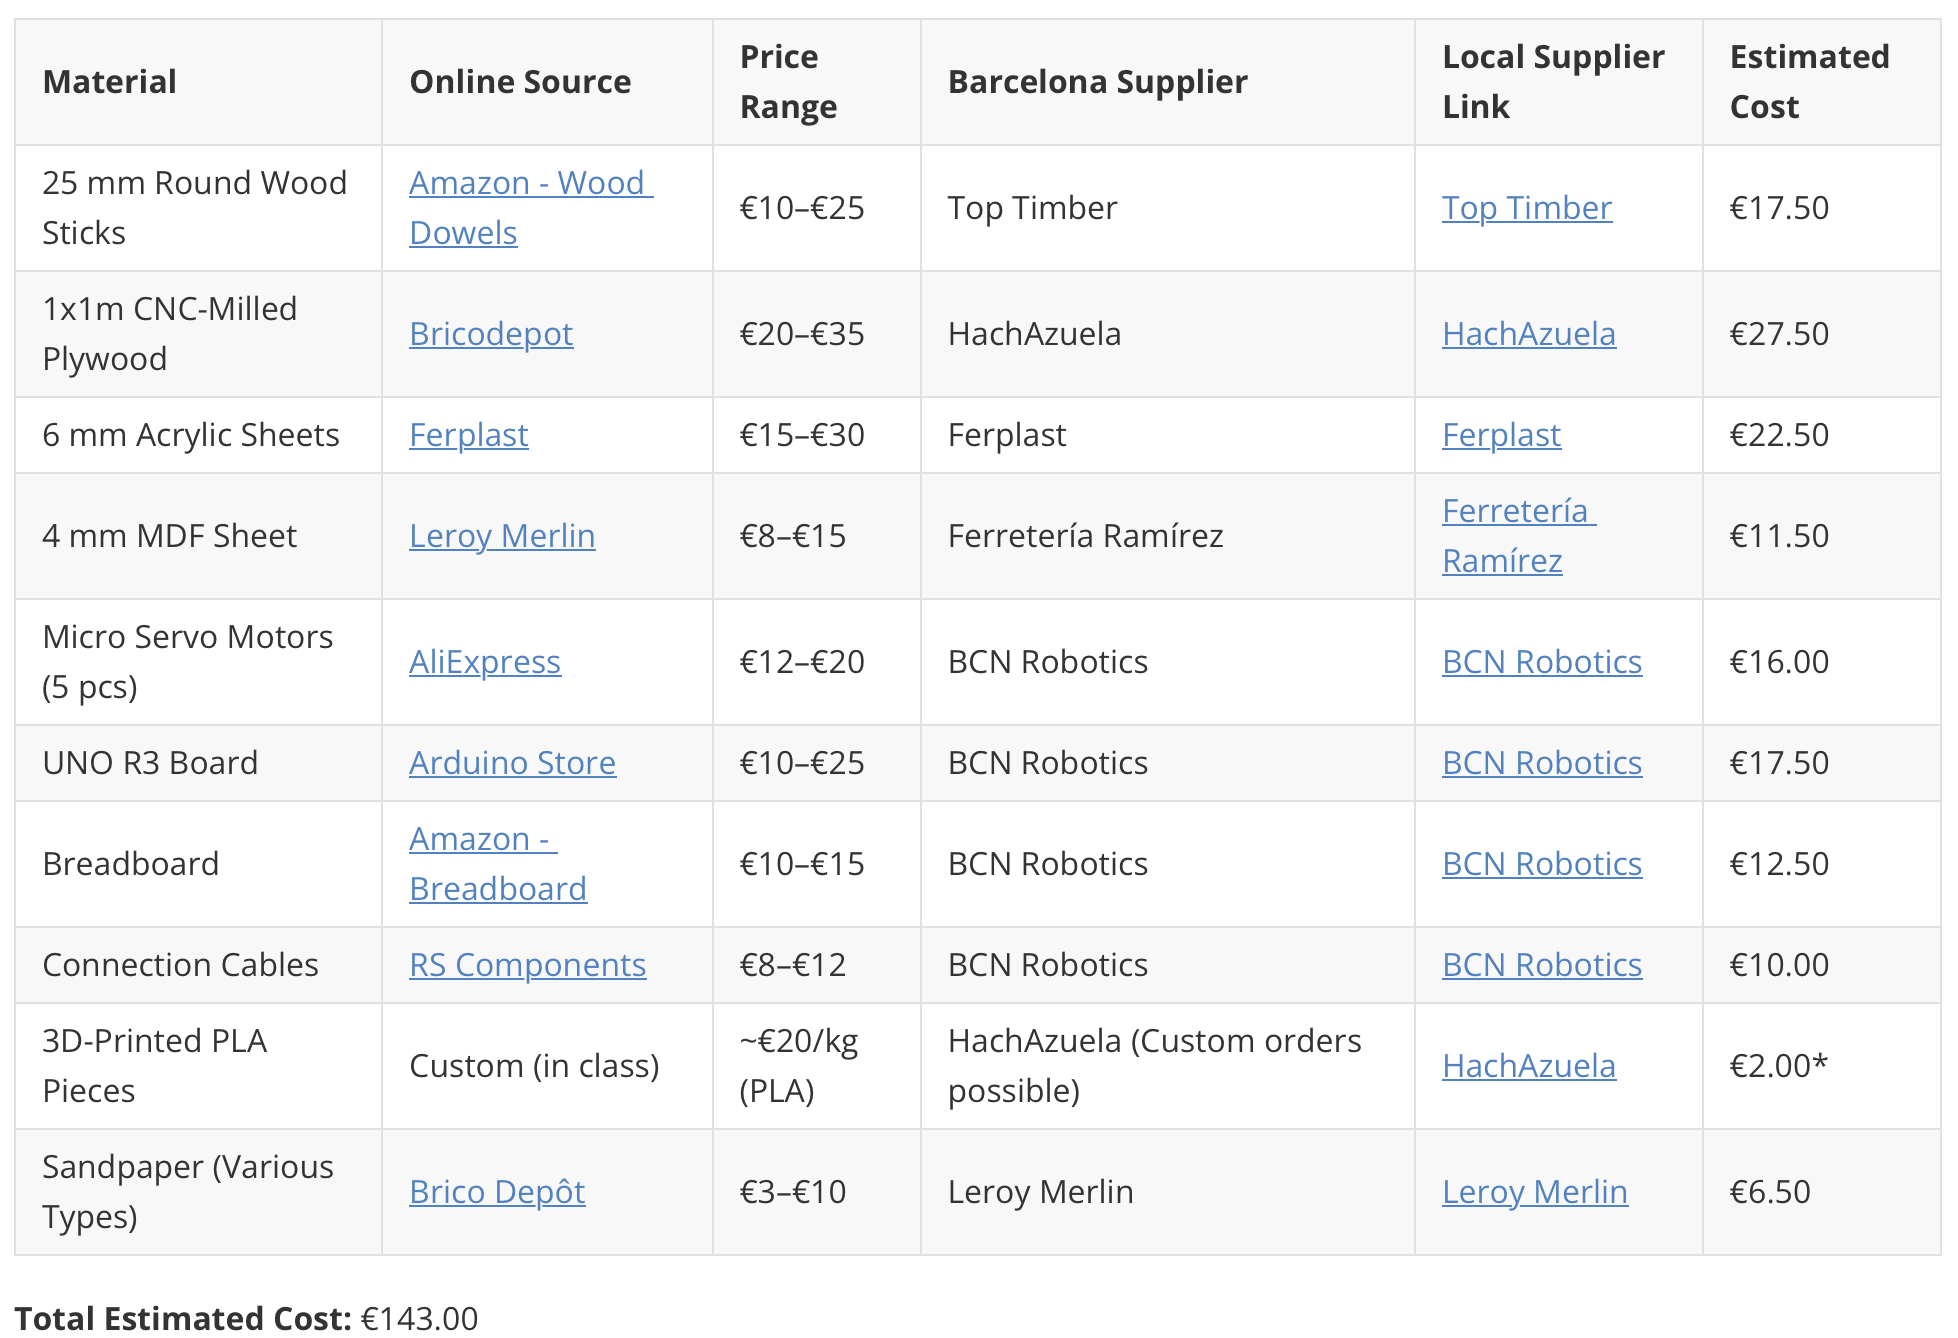 Material
Online Source
Price
Range
Barcelona Supplier
Local Supplier
Link
Estimated
Cost
25 mm Round Wood
Sticks
Amazon - Wood
Dowels
€10–€25
Top Timber
Top Timber
€17.50
1x1m CNC-Milled
Plywood
Bricodepot
€20–€35
HachAzuela
HachAzuela
€27.50
6 mm Acrylic Sheets
Ferplast
€15–€30
Ferplast
Ferplast
€22.50
4 mm MDF Sheet
Leroy Merlin
€8–€15
Ferretería Ramírez
Ferretería
Ramírez
€11.50
Micro Servo Motors
(5 pcs)
AliExpress
€12–€20
BCN Robotics
BCN Robotics
€16.00
UNO R3 Board
Arduino Store
€10–€25
BCN Robotics
BCN Robotics
€17.50
Breadboard
Amazon -
Breadboard
€10–€15
BCN Robotics
BCN Robotics
€12.50
Connection Cables
RS Components
€8–€12
BCN Robotics
BCN Robotics
€10.00
3D-Printed PLA
Pieces
Custom (in class)
~€20/kg
(PLA)
HachAzuela (Custom orders
possible)
HachAzuela
€2.00*
Sandpaper (Various
Types)
Brico Depôt
€3–€10
Leroy Merlin
Leroy Merlin
€6.50
Total Estimated Cost: €143.00